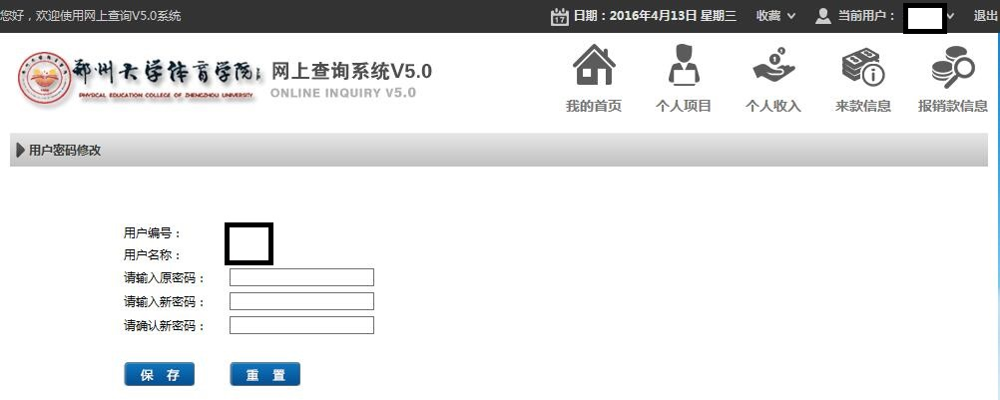 您好，欢迎使用网上查询V5.0系统
日期：2016年4月13日 星期三
收藏
当前用户：
退出
郑州大学体育学院
PHYSICAL EDUCATION COLLEGE OF ZHENGZHOU UNIVERSITY
网上查询系统V5.0
ONLINE INQUIRY V5.0
我的首页
个人项目
个人收入
来款信息
报销款信息
用户密码修改
用户编号：
用户名称：
请输入原密码：
请输入新密码：
请确认新密码：
保 存
重 置